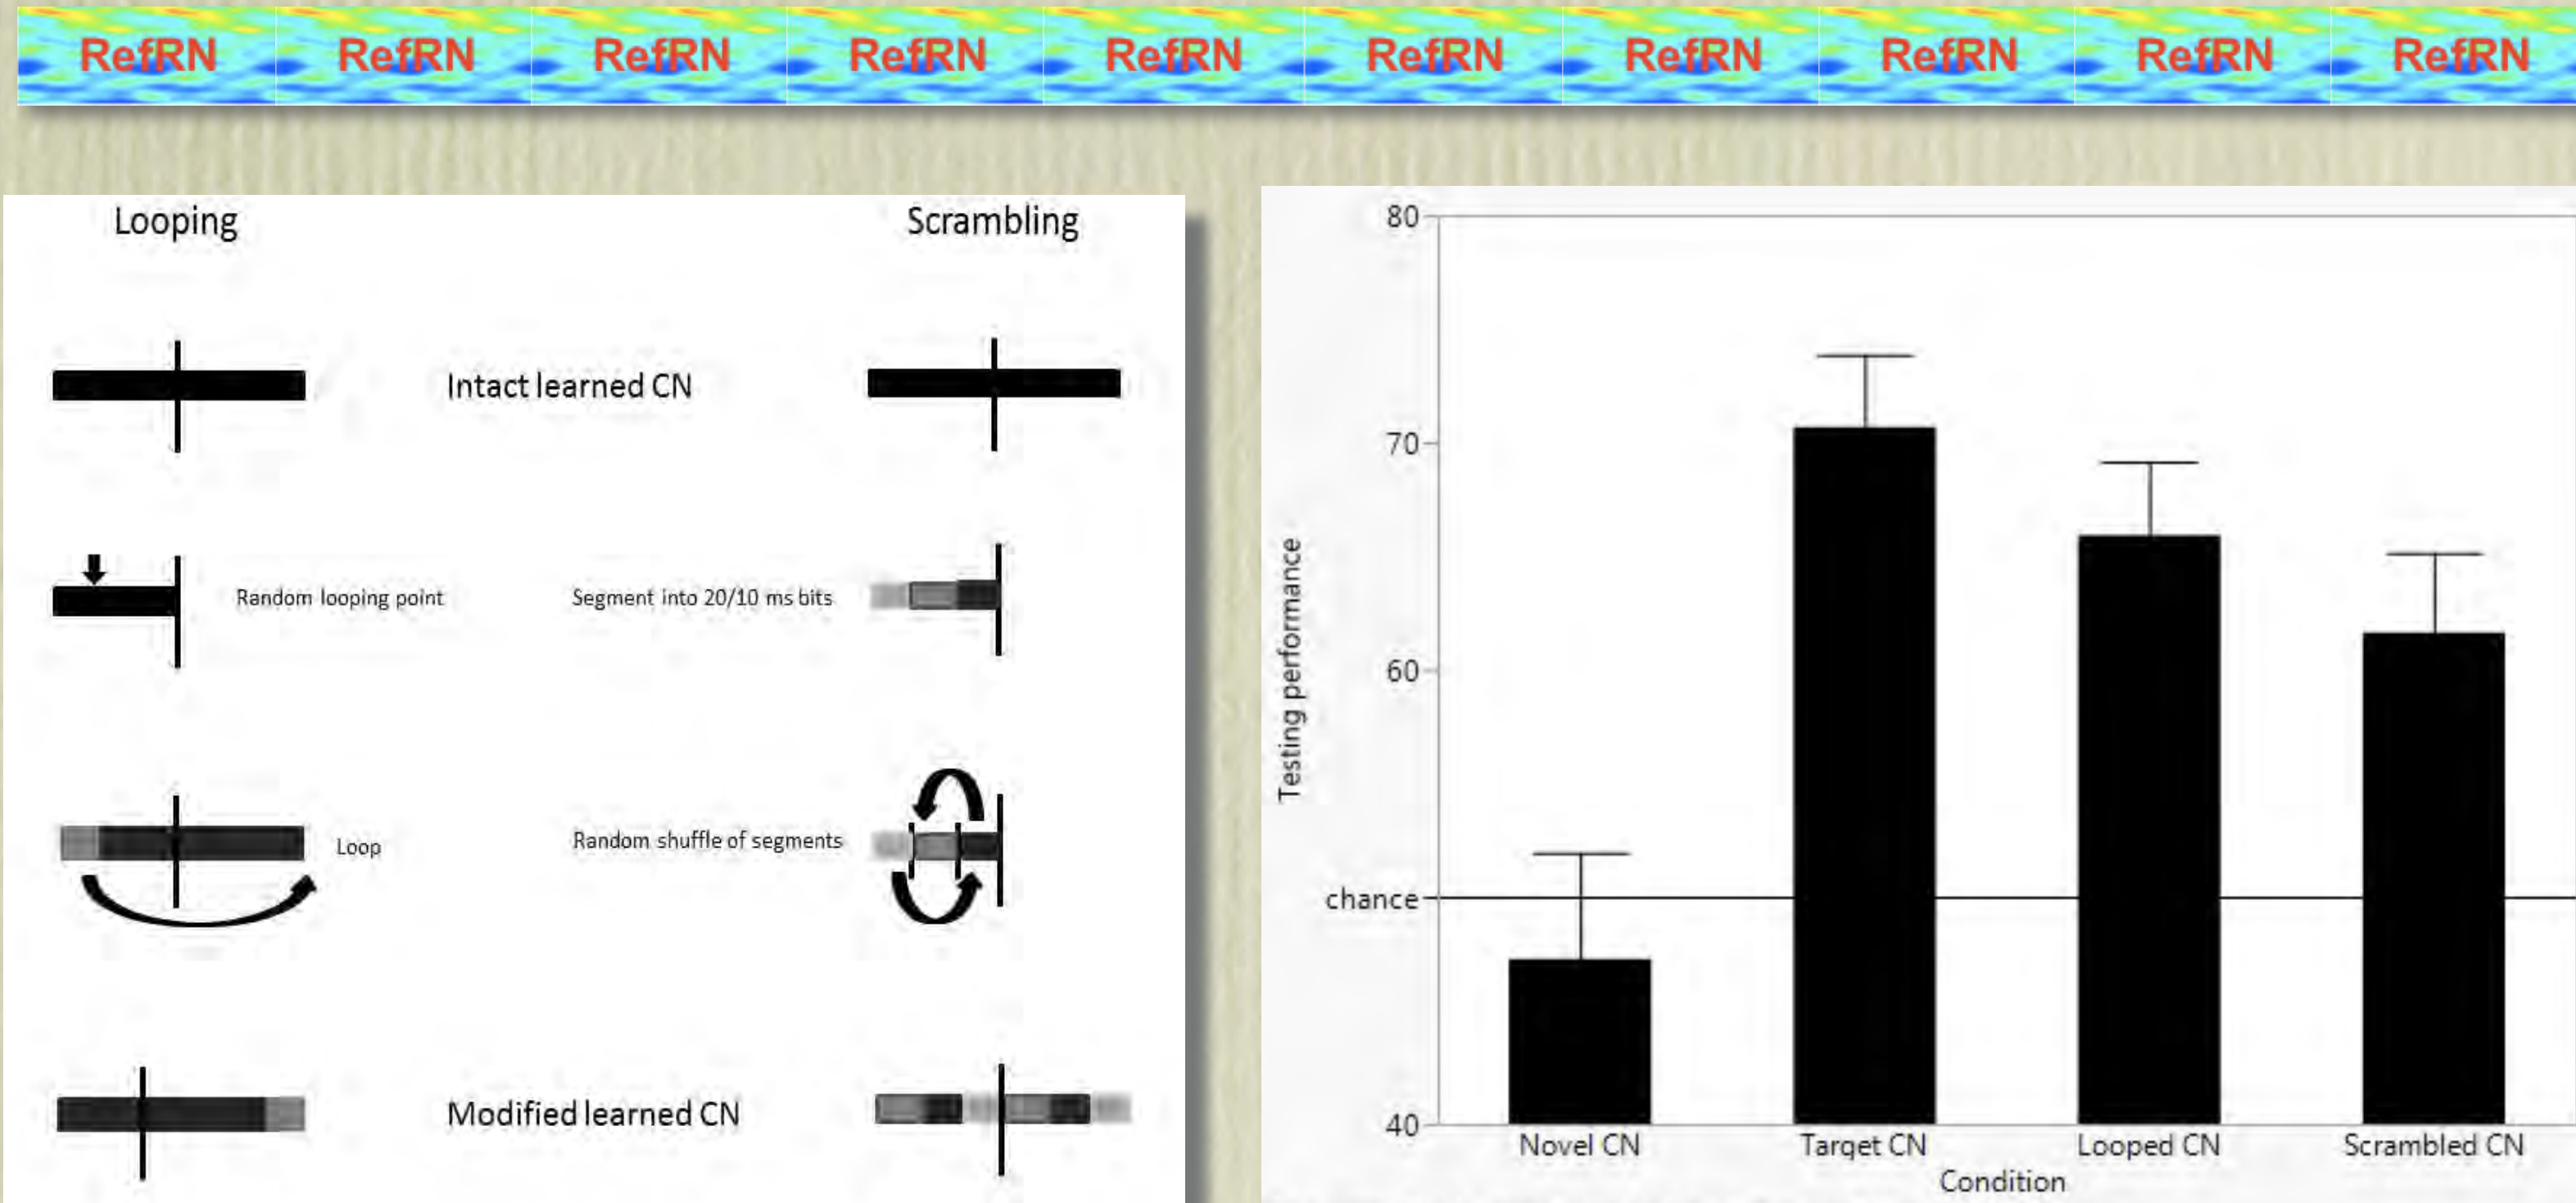 RefRN RefRN RefRN RefRN RefRN RefRN RefRN RefRN RefRN RefRN
Looping
Scrambling
Intact learned CN
Random looping point
Segment into 20/10 ms bits
Loop
Random shuffle of segments
Modified learned CN
80
70
60
chance
40
Testing performance
Novel CN
Target CN
Looped CN
Scrambled CN
Condition